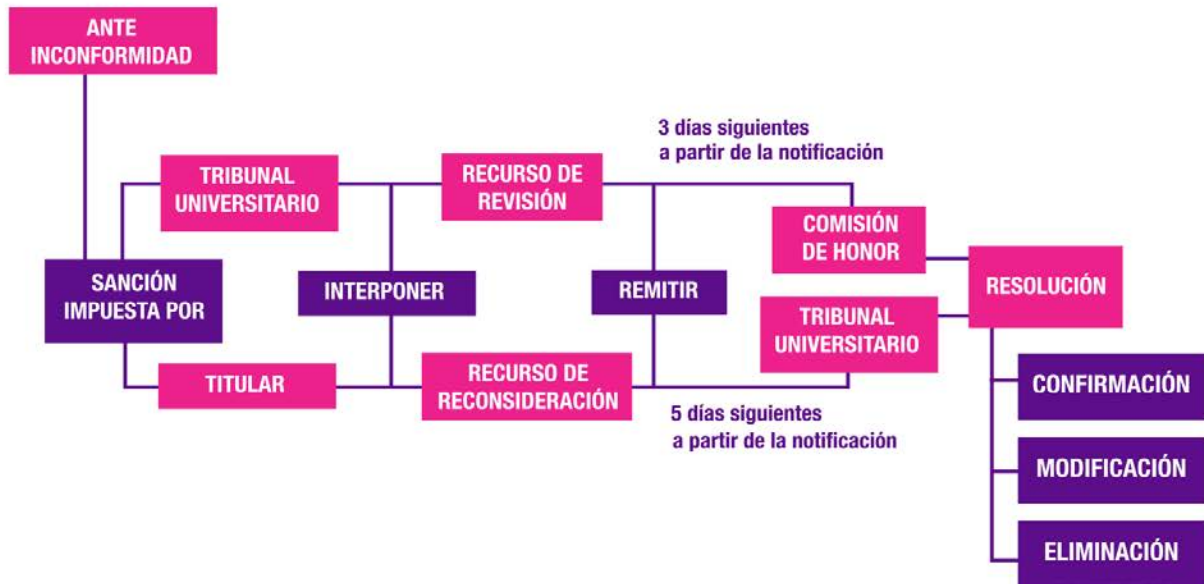 ANTE
INCONFORMIDAD
3 días siguientes
a partir de la notificación
TRIBUNAL
UNIVERSITARIO
RECURSO DE
REVISIÓN
COMISIÓN
DE HONOR
SANCIÓN
IMPUESTA POR
INTERPONER
REMITIR
RESOLUCIÓN
TRIBUNAL
UNIVERSITARIO
TITULAR
RECURSO DE
RECONSIDERACIÓN
5 días siguientes
a partir de la notificación
CONFIRMACIÓN
MODIFICACIÓN
ELIMINACIÓN